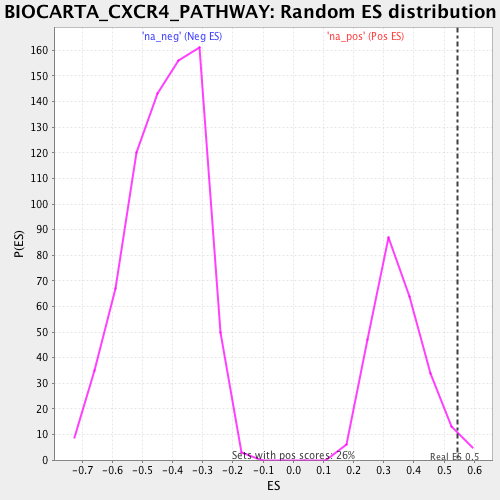 BIOCARTA_CXCR4_PATHWAY: Random ES distribution
'na_neg' (Neg ES) 'na_pos' (Pos ES)
160
150
140
130
120
110
100
90
80
70
60
50
40
30
20
10
0
P(ES)
Sets with pos scores: 26%
Real ES 0.5
-0.7 -0.6 -0.5 -0.4 -0.3 -0.2 -0.1 0.0 0.1 0.2 0.3 0.4 0.5 0.6
ES